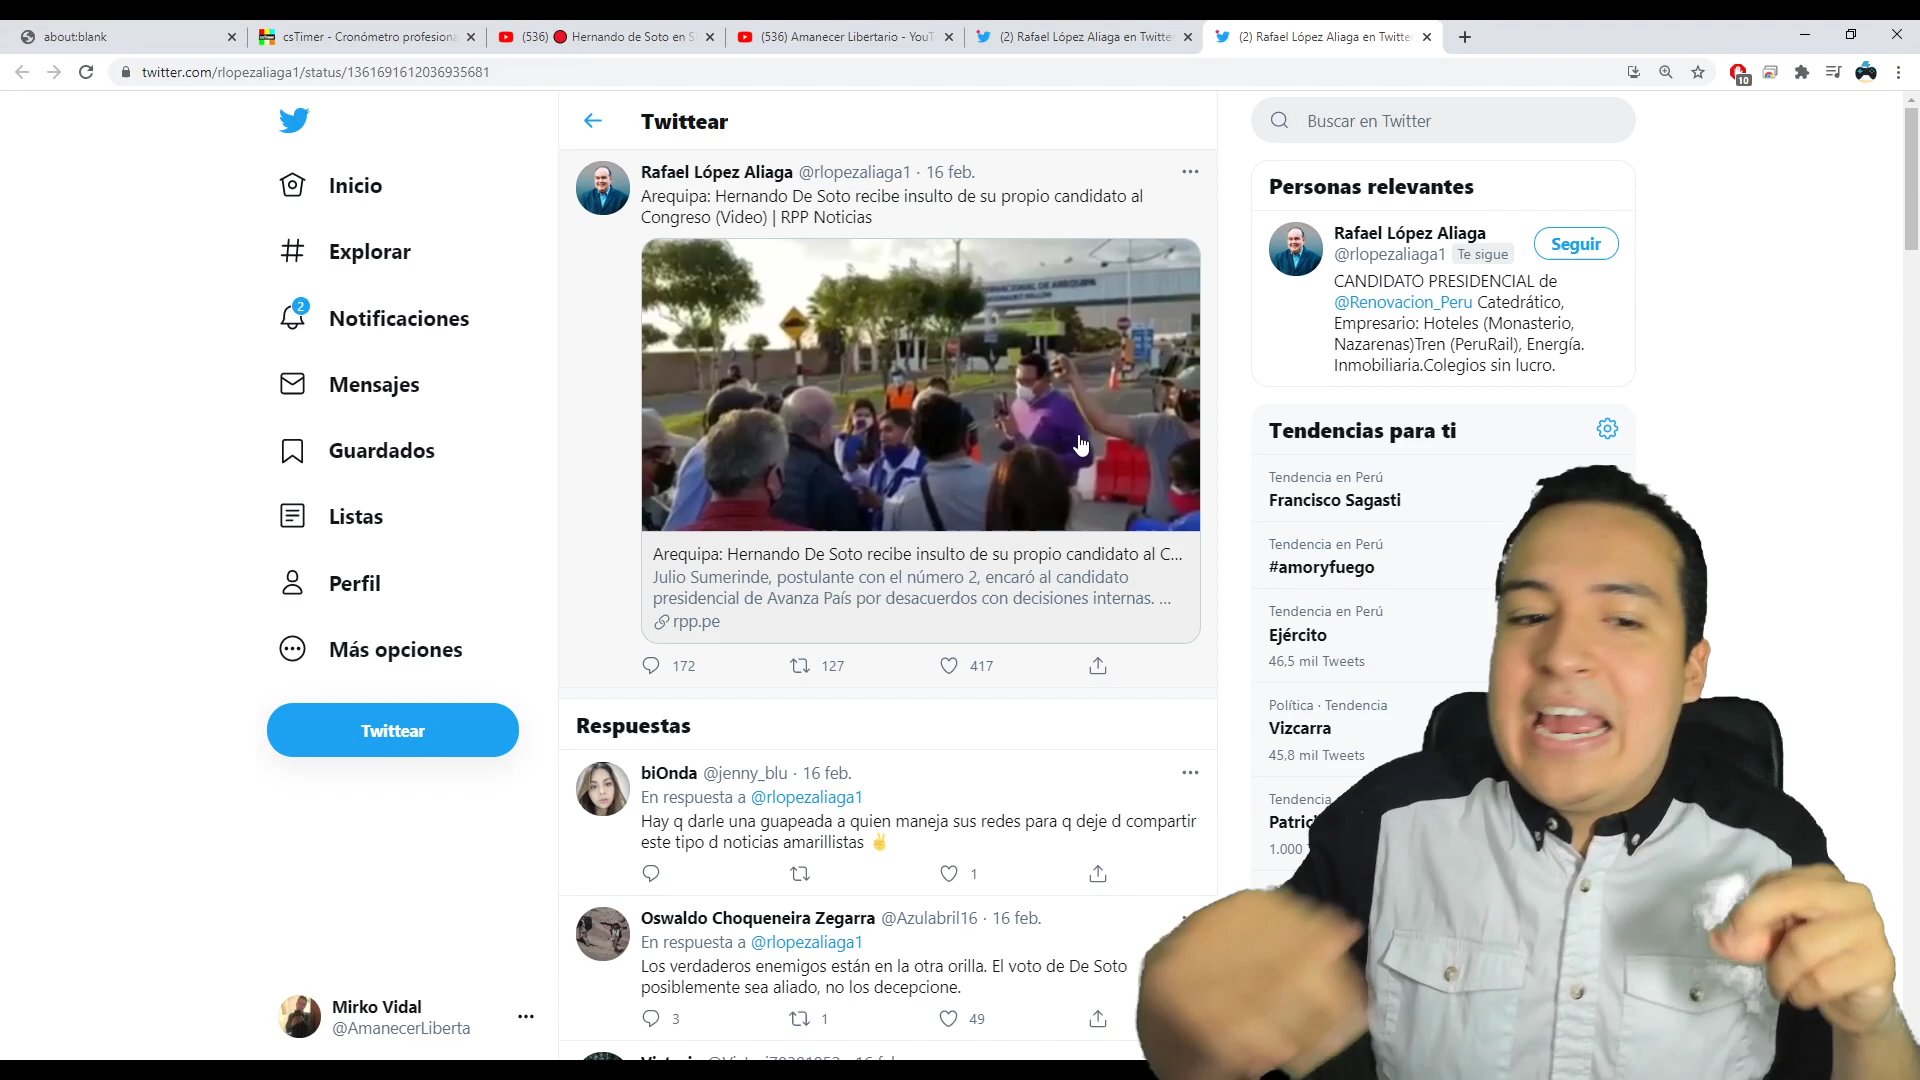 about:blank
csTimer - Cronómetro profesiona
(536) 🔴 Hernando de Soto en S
(536) Amanecer Libertario - YouT
(2) Rafael López Aliaga en Twitte
(2) Rafael López Aliaga en Twitte
twitter.com/rlopezaliaga1/status/1361691612036935681
10
Inicio
Explorar
2
Notificaciones
Mensajes
Guardados
Listas
Perfil
Más opciones
Twittear
Mirko Vidal
@AmanecerLiberta
Twittear
Rafael López Aliaga @rlopezaliaga1 · 16 feb.
Arequipa: Hernando De Soto recibe insulto de su propio candidato al
Congreso (Video) | RPP Noticias
Arequipa: Hernando De Soto recibe insulto de su propio candidato al C...
Julio Sumerinde, postulante con el número 2, encaró al candidato
presidencial de Avanza País por desacuerdos con decisiones internas. ...
rpp.pe
172 127 417
Respuestas
biOnda @jenny_blu · 16 feb.
En respuesta a @rlopezaliaga1
Hay q darle una guapeada a quien maneja sus redes para q deje d compartir
este tipo d noticias amarillistas ✌
1
Oswaldo Choqueneira Zegarra @Azulabril16 · 16 feb.
En respuesta a @rlopezaliaga1
Los verdaderos enemigos están en la otra orilla. El voto de De Soto
posiblemente sea aliado, no los decepcione.
3 1 49
Buscar en Twitter
Personas relevantes
Rafael López Aliaga
@rlopezaliaga1 Te sigue
Seguir
CANDIDATO PRESIDENCIAL de
@Renovacion_Peru Catedrático,
Empresario: Hoteles (Monasterio,
Nazarenas)Tren (PeruRail), Energía.
Inmobiliaria.Colegios sin lucro.
Tendencias para ti
Tendencia en Perú
Francisco Sagasti
Tendencia en Perú
#amoryfuego
Tendencia en Perú
Ejército
46,5 mil Tweets
Política · Tendencia
Vizcarra
45,8 mil Tweets
Tendencia
Patric
1.000